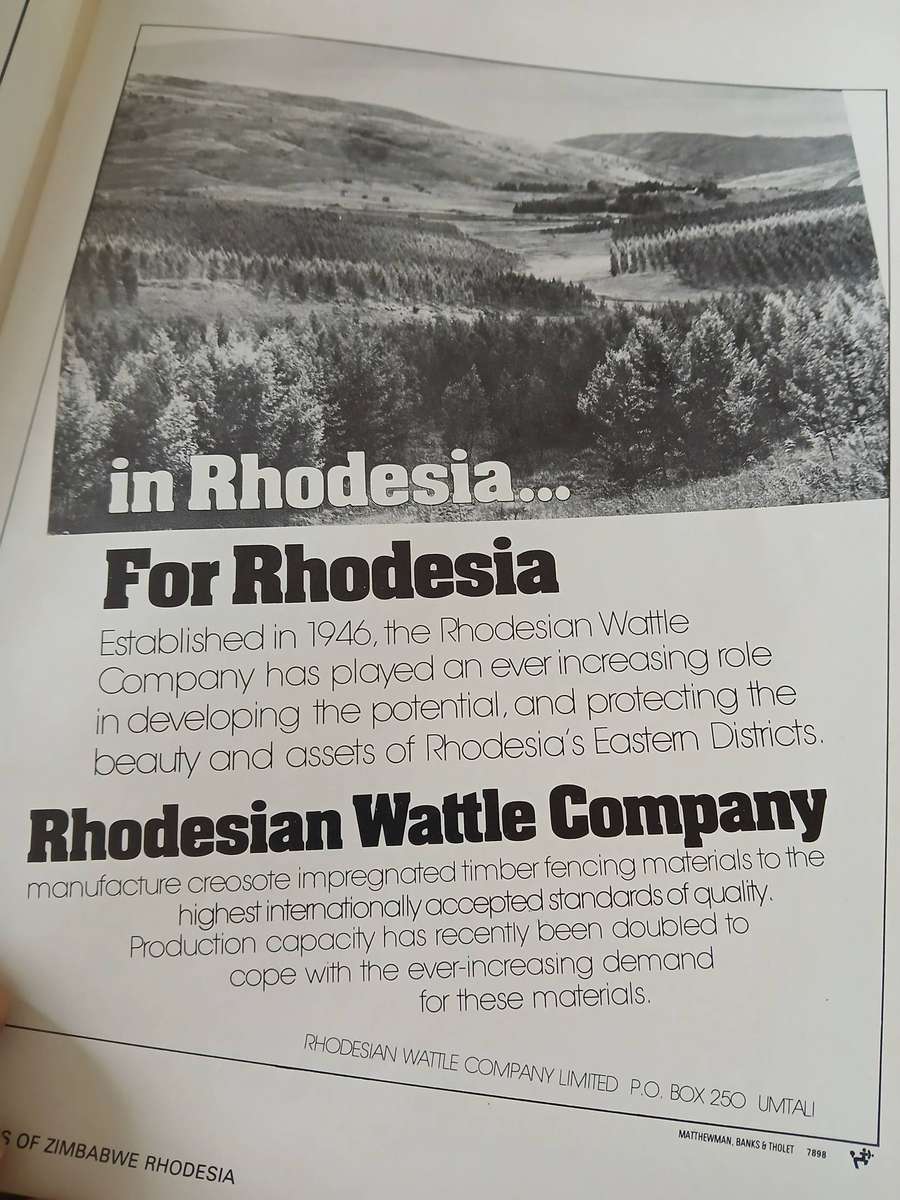 in Rhodesia...
For Rhodesia
Established in 1946, the Rhodesian Wattle
Company has played an ever increasing role
in developing the potential, and protecting the
beauty and assets of Rhodesia's Eastern Districts.
Rhodesian Wattle Company
manufacture creosote impregnated timber fencing materials to the
highest internationally accepted standards of quality.
Production capacity has recently been doubled to
cope with the ever-increasing demand
for these materials.
RHODESIAN WATTLE COMPANY LIMITED P.O. BOX 250 UMTALI
MATTHEWMAN, BANKS & THOLET 7898
S OF ZIMBABWE RHODESIA